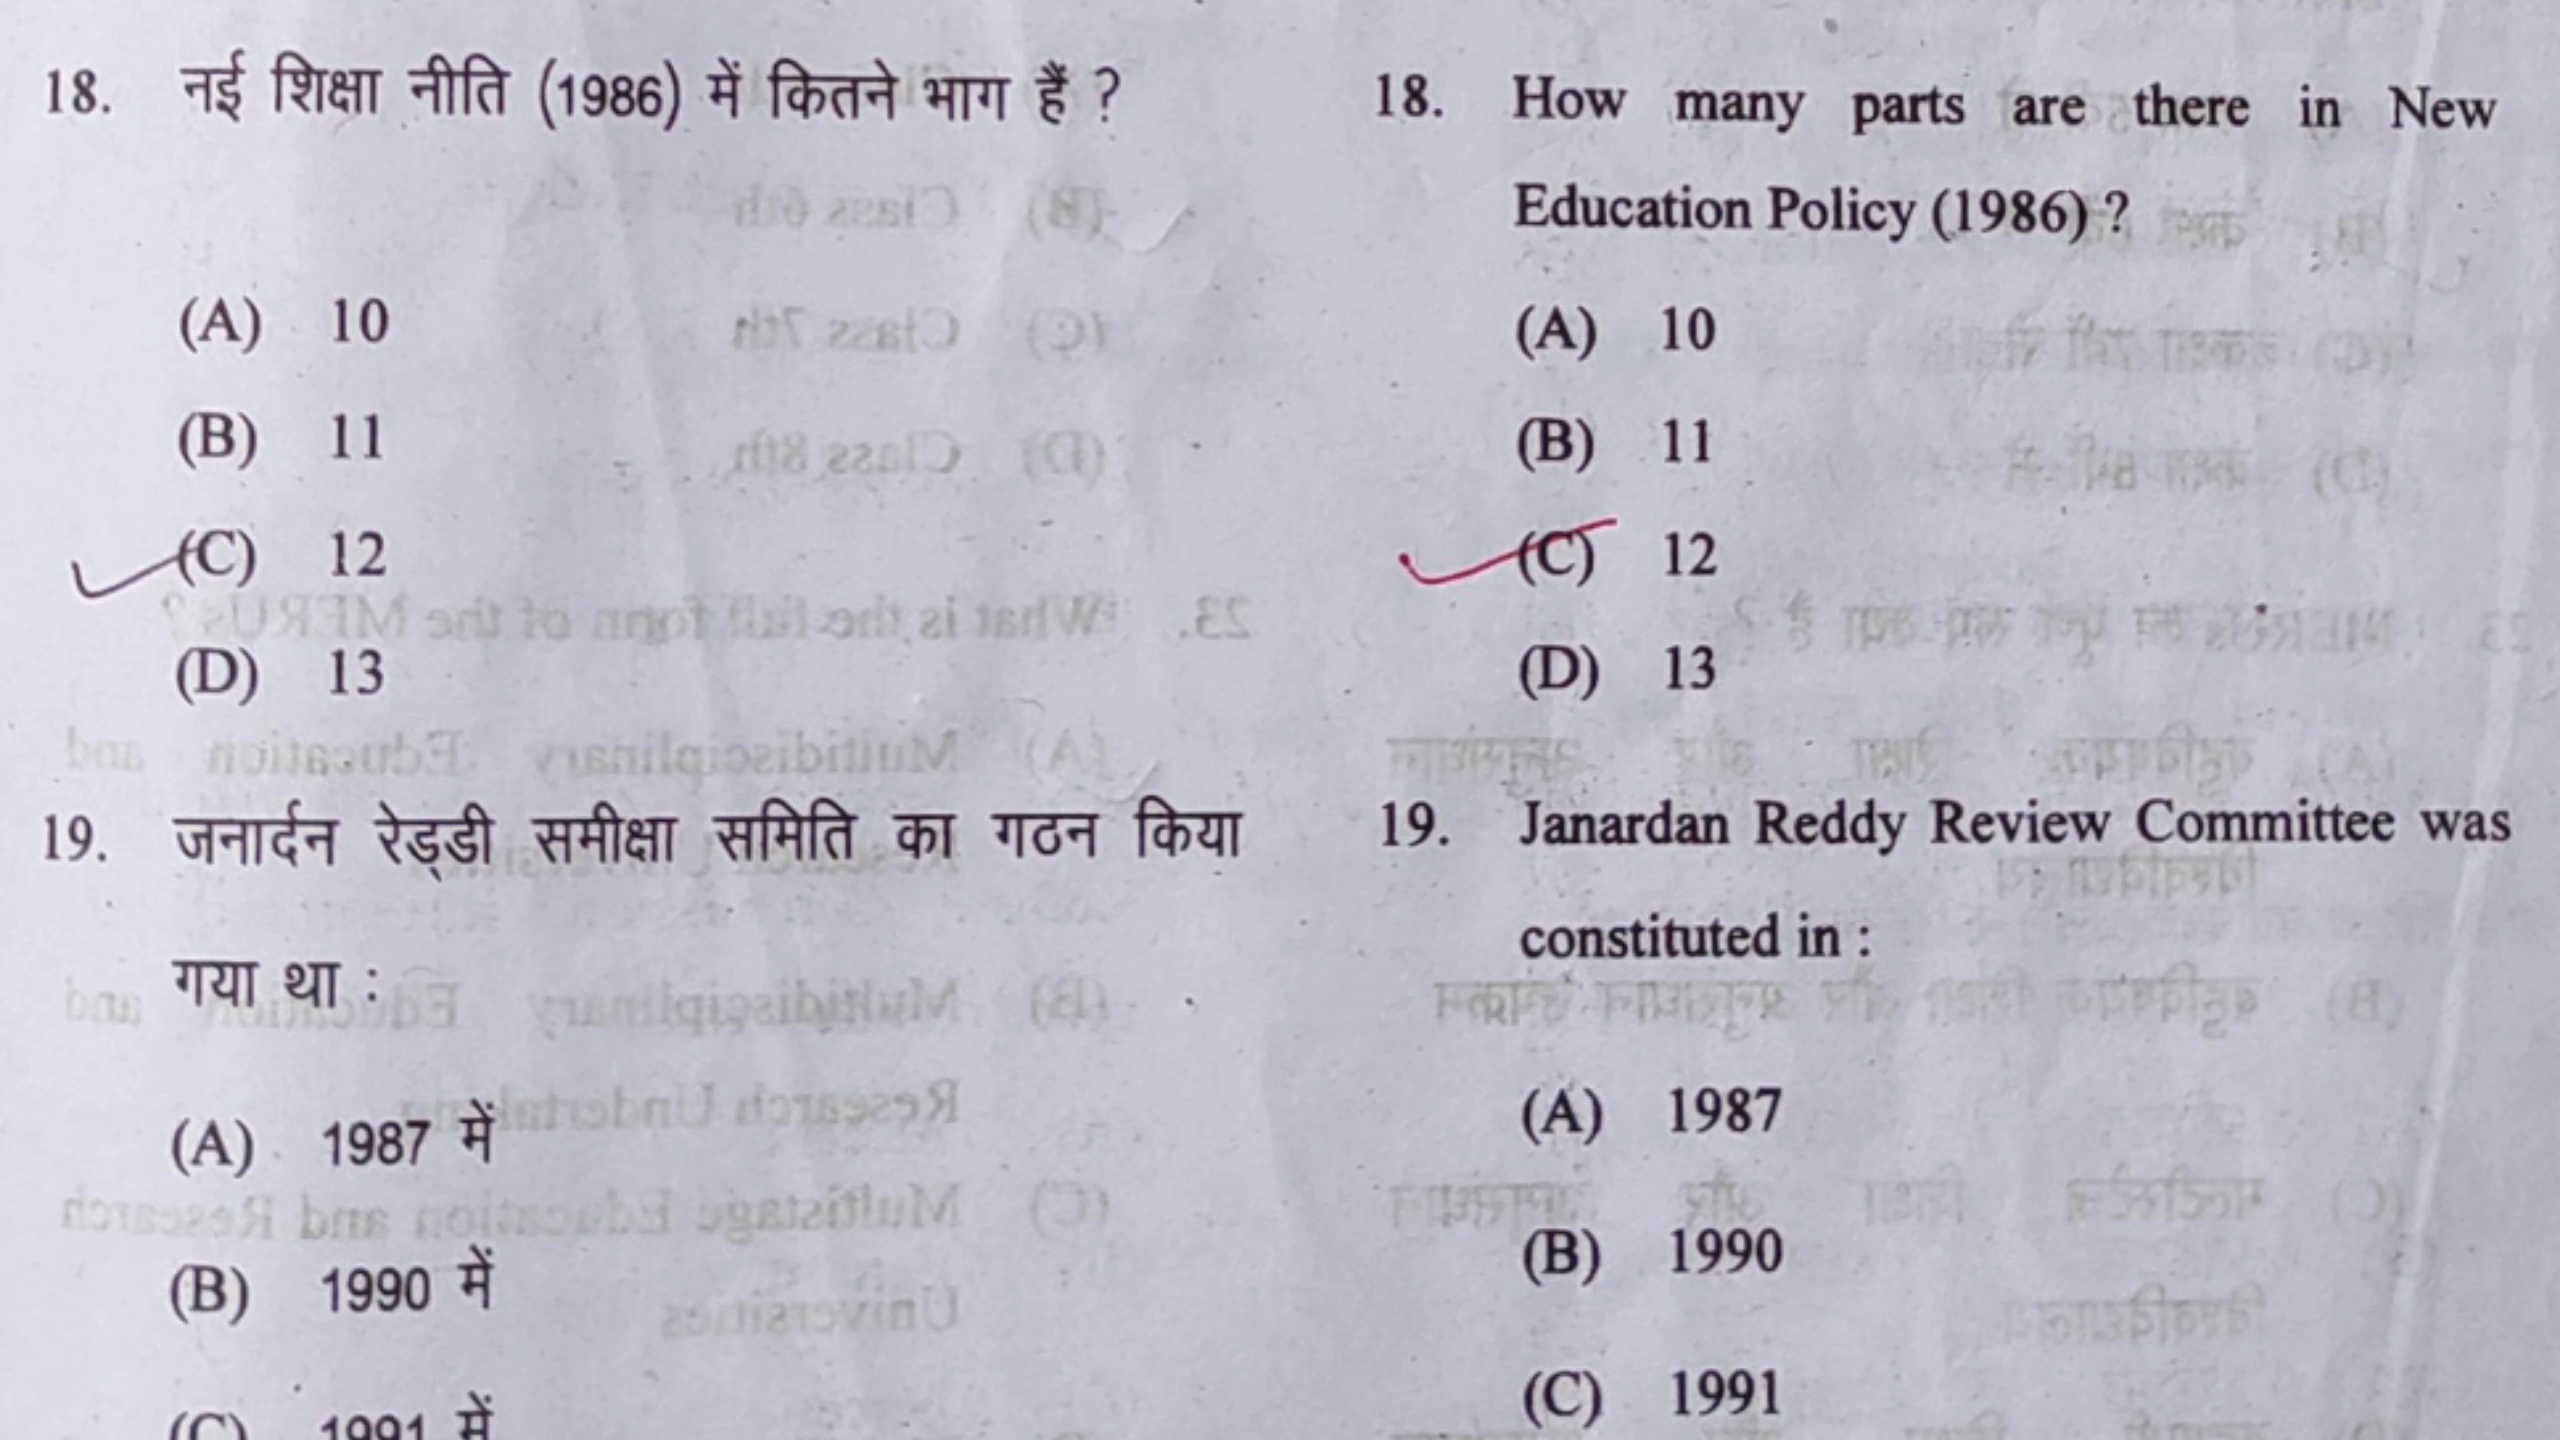 18. नई शिक्षा नीति (1986) में कितने भाग हैं ?
(A) 10
(B) 11
(C) 12
(D) 13
19. जनार्दन रेड्डी समीक्षा समिति का गठन किया
गया था :
(A) 1987 में
(B) 1990 में
(C) 1991 में
18. How many parts are there in New
Education Policy (1986) ?
(A) 10
(B) 11
(C) 12
(D) 13
19. Janardan Reddy Review Committee was
constituted in :
(A) 1987
(B) 1990
(C) 1991